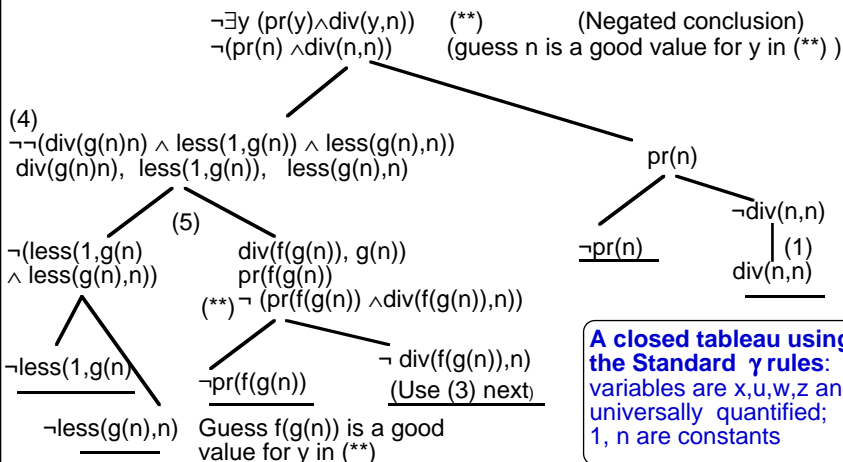 ¬∃y (pr(y)∧div(y,n)) (**) (Negated conclusion)
¬(pr(n) ∧div(n,n)) (guess n is a good value for y in (**) )
(4)
¬¬(div(g(n)n) ∧ less(1,g(n)) ∧ less(g(n),n))
div(g(n)n), less(1,g(n)), less(g(n),n)
pr(n)
(5)
¬(less(1,g(n)
∧ less(g(n),n))
div(f(g(n)), g(n))
pr(f(g(n))
(**) ¬ (pr(f(g(n)) ∧div(f(g(n)),n))
¬pr(n)
¬div(n,n)
(1)
div(n,n)
¬less(1,g(n)
¬less(g(n),n)
¬pr(f(g(n))
¬ div(f(g(n)),n)
(Use (3) next)
Guess f(g(n)) is a good
value for y in (**)
A closed tableau using
the Standard γ rules:
variables are x,u,w,z an
universally quantified;
1, n are constants